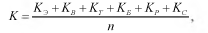 K = (K_Э + K_В + K_Т + K_Б + K_Р + K_С) / n,